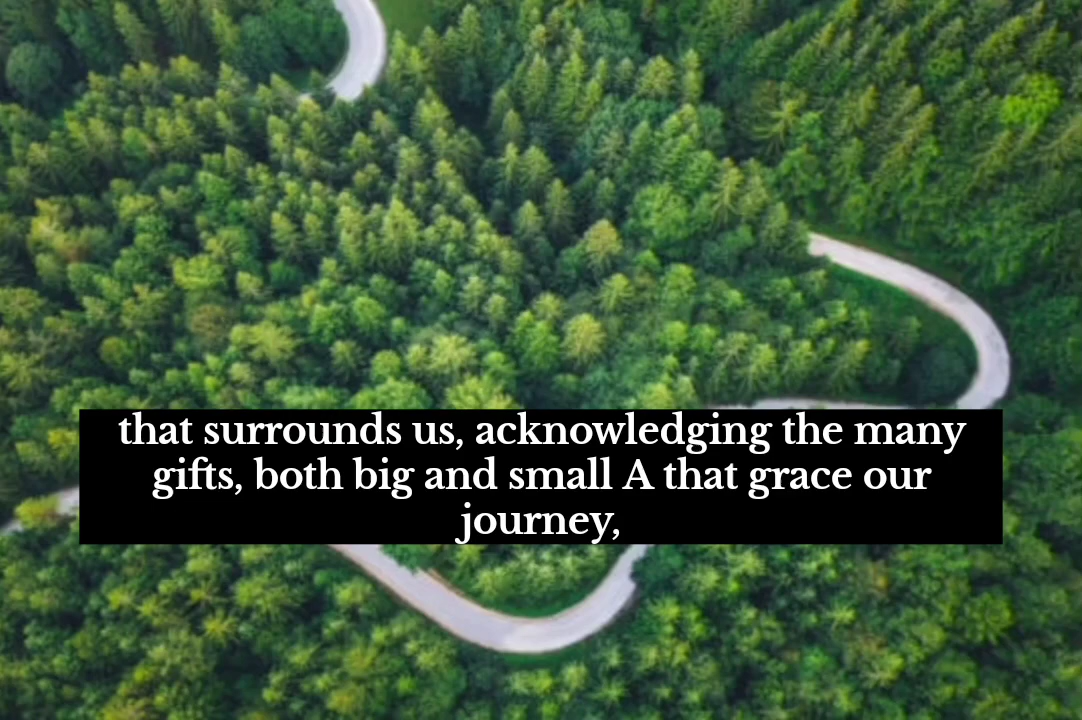 that surrounds us, acknowledging the many
gifts, both big and small A that grace our
journey,